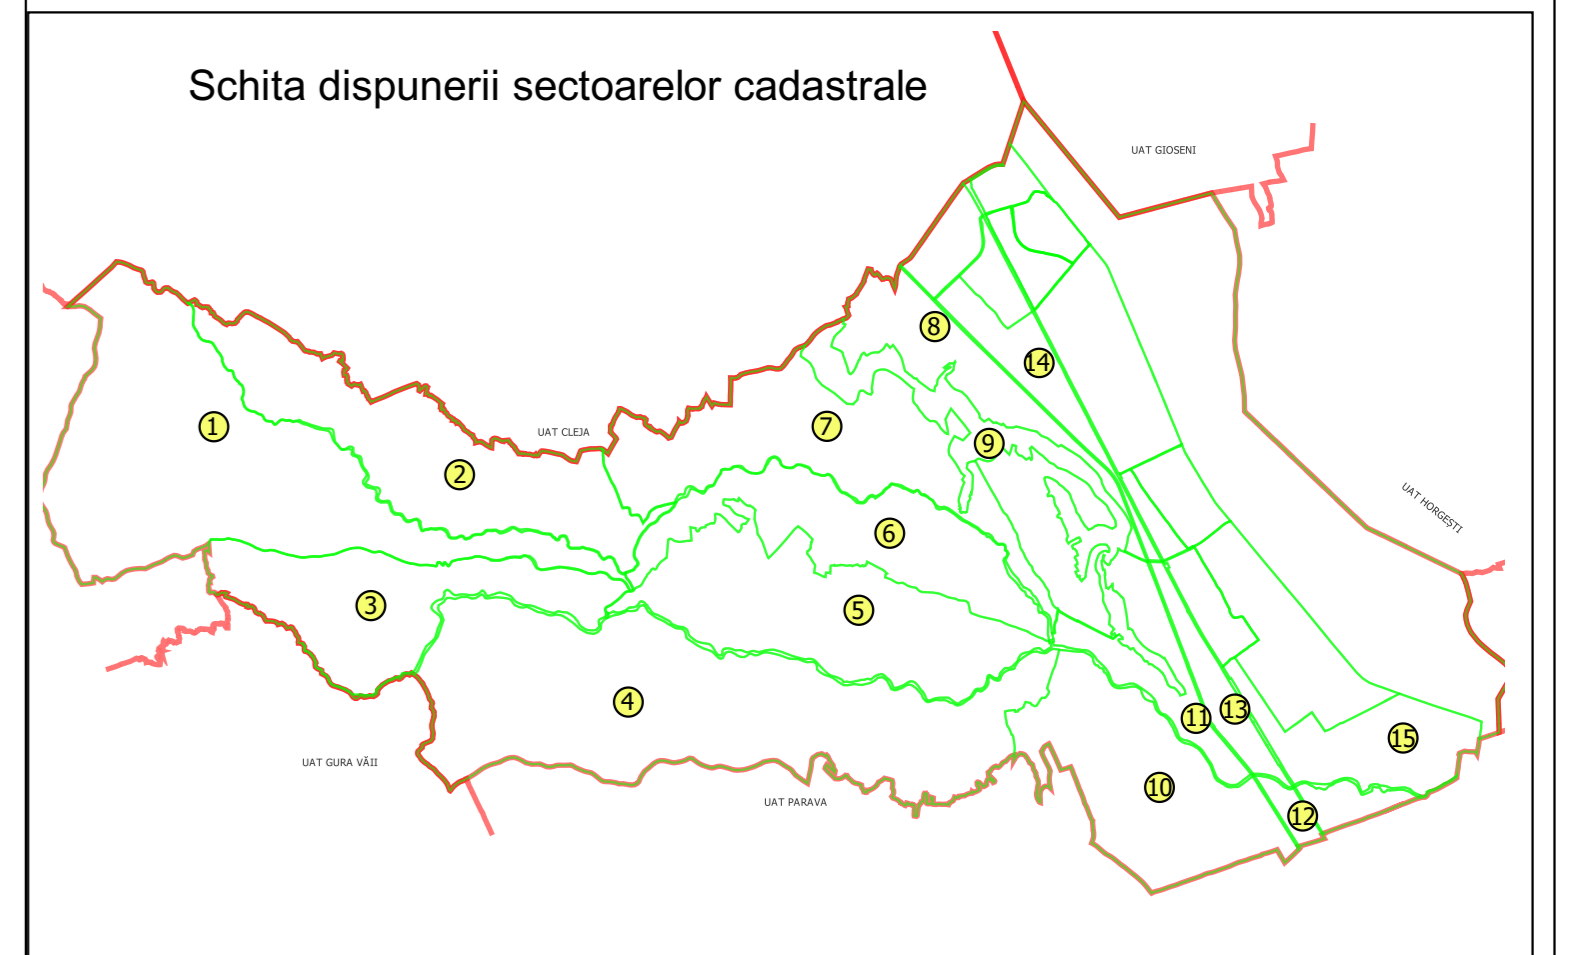 Schita dispunerii sectoarelor cadastrale
UAT GIOSENI
8
14
1
UAT CLEJA
7
9
2
UAT HORGEȘTI
6
3
5
4
11
13
15
UAT GURA VĂII
10
UAT PARAVA
12